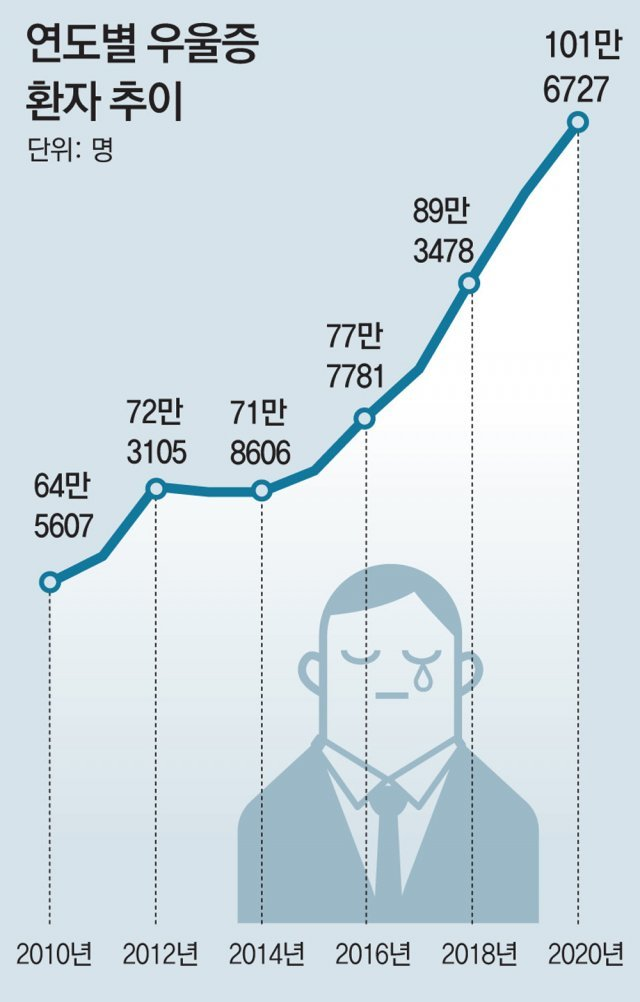 연도별 우울증
환자 추이
단위: 명
64만
5607
72만
3105
71만
8606
77만
7781
89만
3478
101만
6727
2010년 2012년 2014년 2016년 2018년 2020년